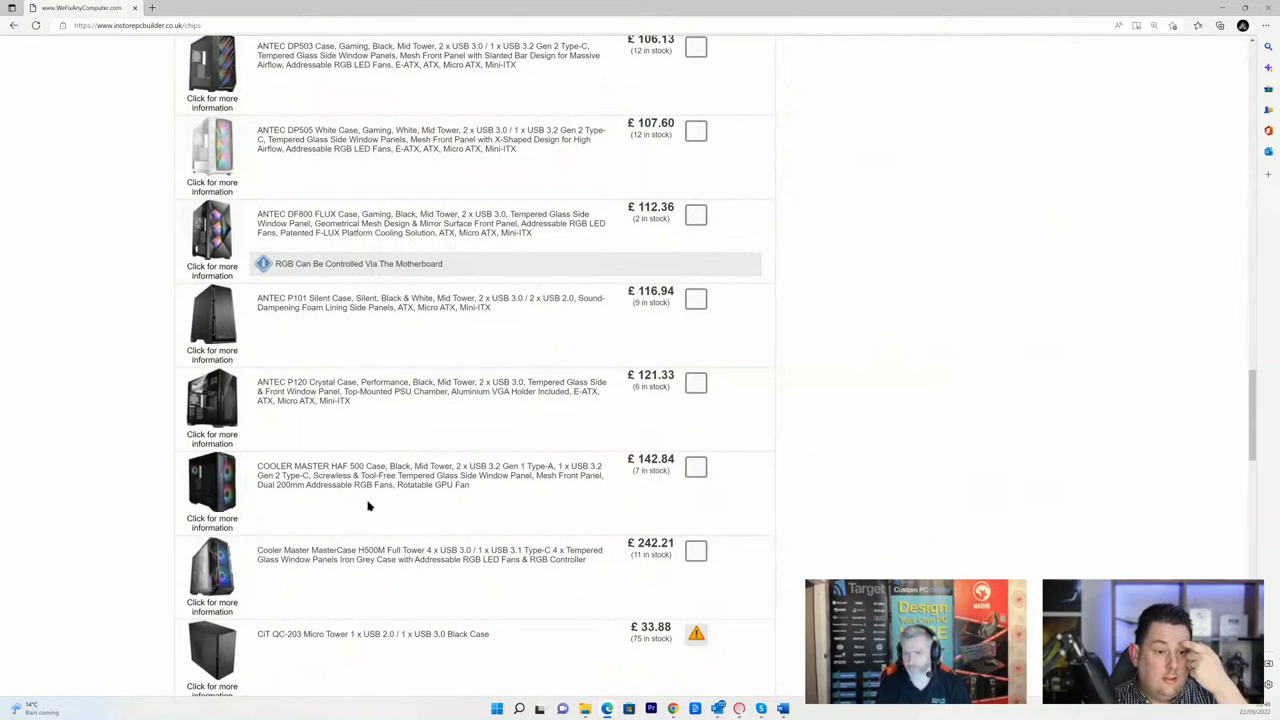 www.WeFixAnyComputer.com
https://www.instorepcbuilder.co.uk/chips
ANTEC DP503 Case, Gaming, Black, Mid Tower, 2 x USB 3.0 / 1 x USB 3.2 Gen 2 Type-C,
Tempered Glass Side Window Panels, Mesh Front Panel with Slanted Bar Design for Massive
Airflow, Addressable RGB LED Fans, E-ATX, ATX, Micro ATX, Mini-ITX
£ 106.13
(12 in stock)
Click for more
information
ANTEC DP505 White Case, Gaming, White, Mid Tower, 2 x USB 3.0 / 1 x USB 3.2 Gen 2 Type-
C, Tempered Glass Side Window Panels, Mesh Front Panel with X-Shaped Design for High
Airflow, Addressable RGB LED Fans, E-ATX, ATX, Micro ATX, Mini-ITX
£ 107.60
(12 in stock)
Click for more
information
ANTEC DF800 FLUX Case, Gaming, Black, Mid Tower, 2 x USB 3.0, Tempered Glass Side
Window Panel, Geometrical Mesh Design & Mirror Surface Front Panel, Addressable RGB LED
Fans, Patented F-LUX Platform Cooling Solution, ATX, Micro ATX, Mini-ITX
£ 112.36
(2 in stock)
RGB Can Be Controlled Via The Motherboard
Click for more
information
ANTEC P101 Silent Case, Silent, Black & White, Mid Tower, 2 x USB 3.0 / 2 x USB 2.0, Sound-
Dampening Foam Lining Side Panels, ATX, Micro ATX, Mini-ITX
£ 116.94
(9 in stock)
Click for more
information
ANTEC P120 Crystal Case, Performance, Black, Mid Tower, 2 x USB 3.0, Tempered Glass Side
& Front Window Panel, Top-Mounted PSU Chamber, Aluminium VGA Holder Included, E-ATX,
ATX, Micro ATX, Mini-ITX
£ 121.33
(6 in stock)
Click for more
information
COOLER MASTER HAF 500 Case, Black, Mid Tower, 2 x USB 3.2 Gen 1 Type-A, 1 x USB 3.2
Gen 2 Type-C, Screwless & Tool-Free Tempered Glass Side Window Panel, Mesh Front Panel,
Dual 200mm Addressable RGB Fans, Rotatable GPU Fan
£ 142.84
(7 in stock)
Click for more
information
Cooler Master MasterCase H500M Full Tower 4 x USB 3.0 / 1 x USB 3.1 Type-C 4 x Tempered
Glass Window Panels Iron Grey Case with Addressable RGB LED Fans & RGB Controller
£ 242.21
(11 in stock)
Click for more
information
CiT QC-203 Micro Tower 1 x USB 2.0 / 1 x USB 3.0 Black Case
£ 33.88
(75 in stock)
Click for more
information
Target
Custom PC
Design
Your
14°C
Rain coming
22/09/2022